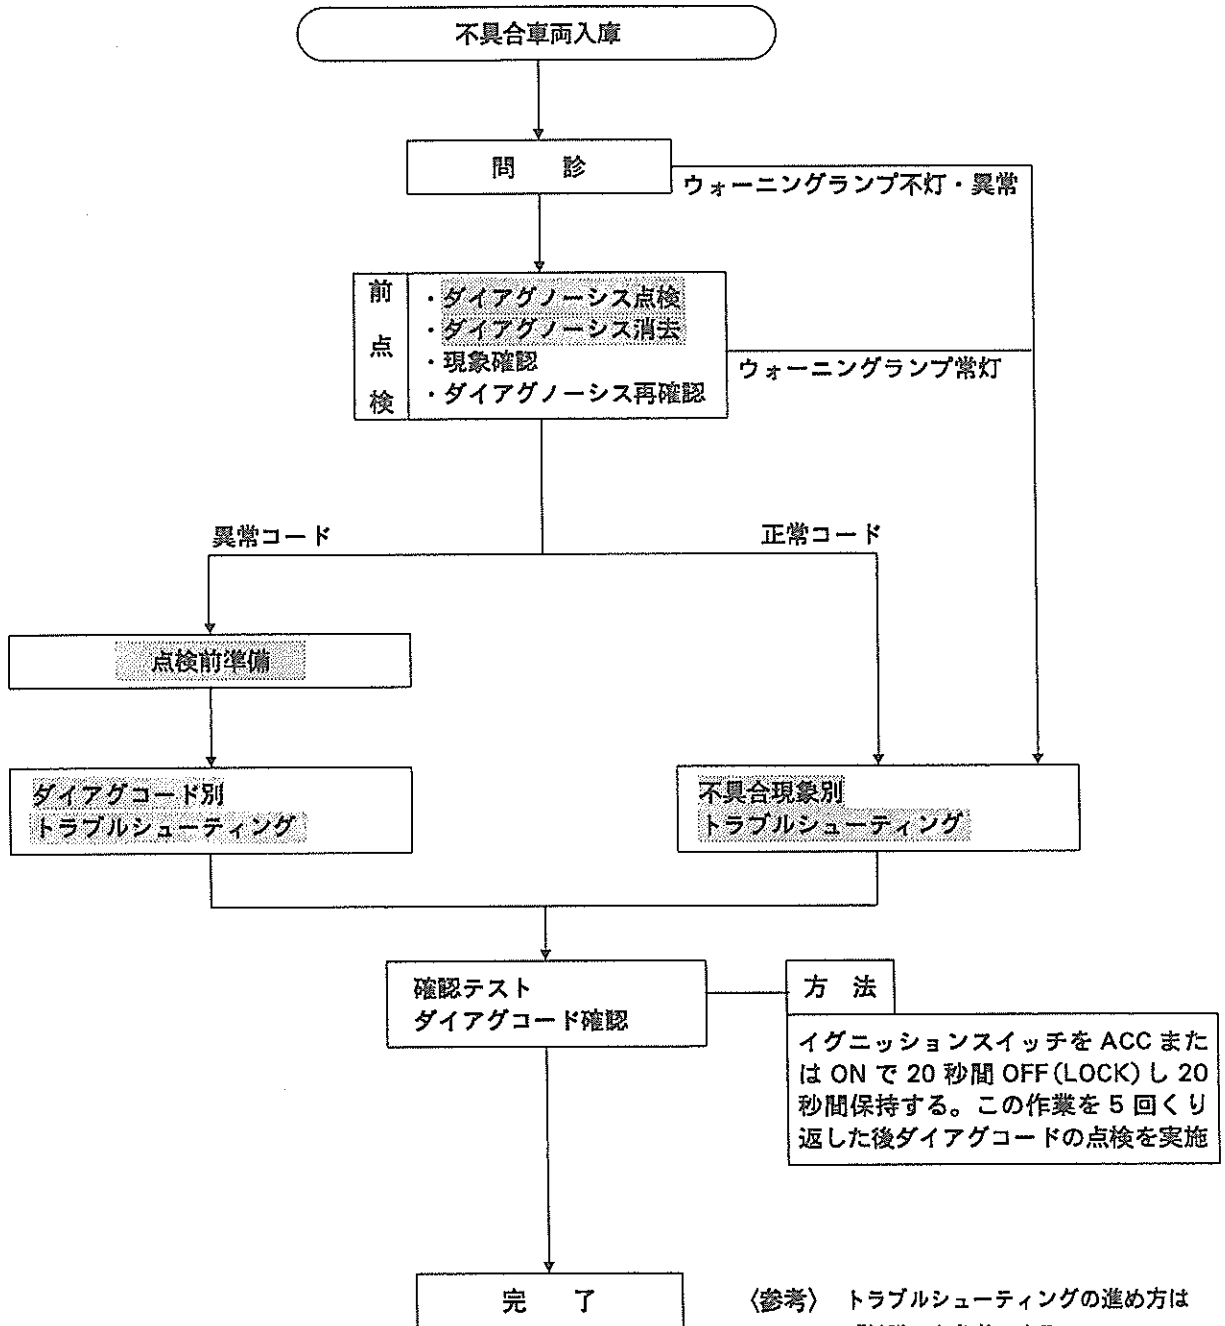 不具合車両入庫
問 診
ウォーニングランプ不灯・異常
前点検
・ダイアグノーシス点検
・ダイアグノーシス消去
・現象確認
・ダイアグノーシス再確認
ウォーニングランプ常灯
異常コード
正常コード
点検前準備
ダイアグコード別
トラブルシューティング
不具合現象別
トラブルシューティング
確認テスト
ダイアグコード確認
方 法
イグニッションスイッチを ACC また
は ON で 20 秒間 OFF(LOCK)し 20
秒間保持する。この作業を 5 回くり
返した後ダイアグコードの点検を実施
完 了
〈参考〉 トラブルシューティングの進め方は